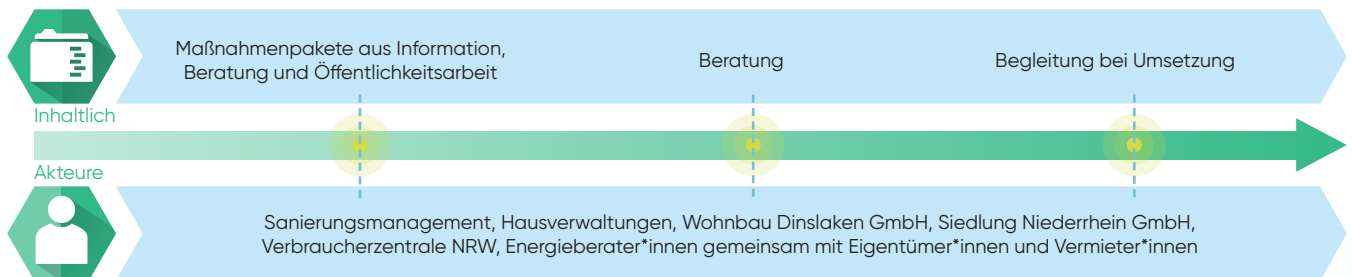 Maßnahmenpakete aus Information,
Beratung und Öffentlichkeitsarbeit
Beratung
Begleitung bei Umsetzung
Inhaltlich
Akteure
Sanierungsmanagement, Hausverwaltungen, Wohnbau Dinslaken GmbH, Siedlung Niederrhein GmbH,
Verbraucherzentrale NRW, Energieberater*innen gemeinsam mit Eigentümer*innen und Vermieter*innen